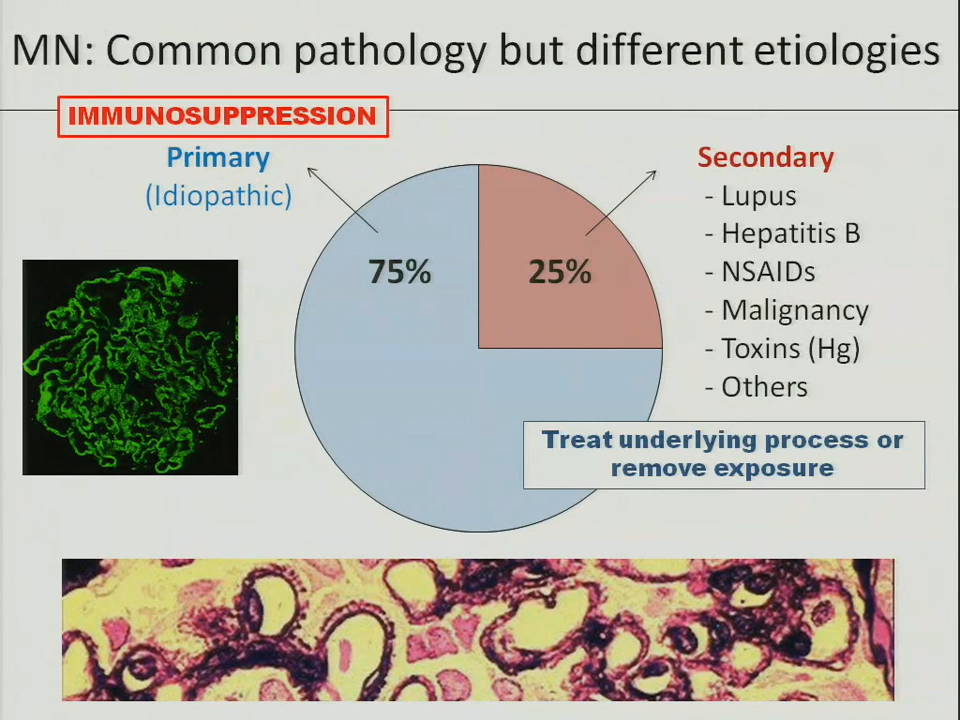 MN: Common pathology but different etiologies
IMMUNOSUPPRESSION
Primary
(Idiopathic)
75%
25%
Secondary
- Lupus
- Hepatitis B
- NSAIDs
- Malignancy
- Toxins (Hg)
- Others
Treat underlying process or
remove exposure